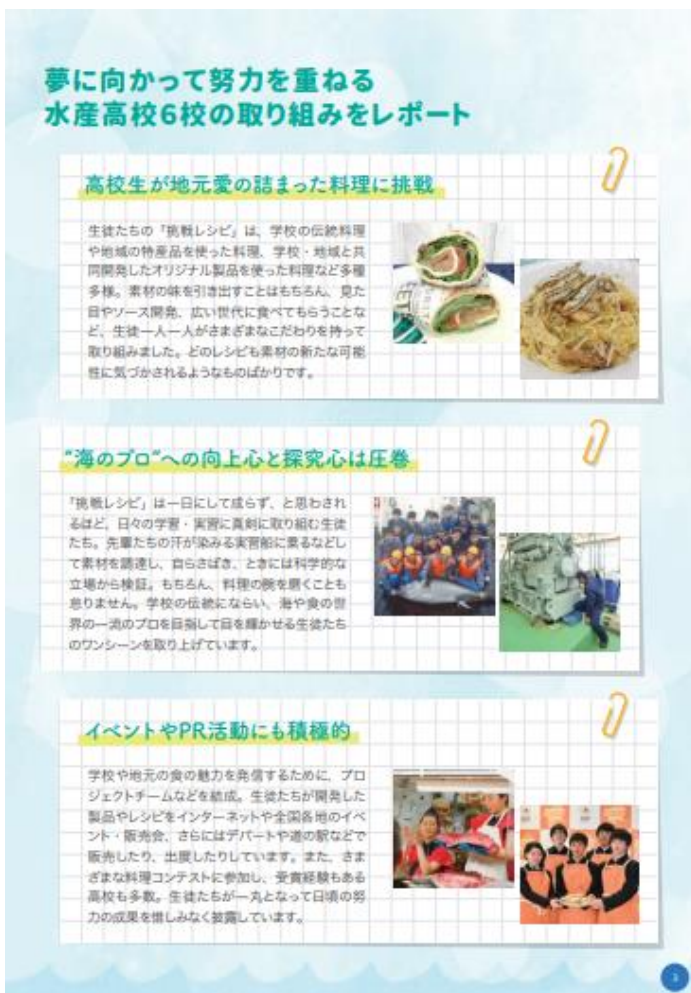 夢に向かって努力を重ねる
水産高校6校の取り組みをレポート
高校生が地元愛の詰まった料理に挑戦
生徒たちの「挑戦レシピ」は、学校の伝統料理
や地域の特産品を使った料理、学校・地域と共
同開発したオリジナル製品を使った料理など多種
多様。素材の味を引き出すことはもちろん、見た
目やソース開発、広い世代に食べてもらうことな
ど、生徒一人一人がさまざまなこだわりを持って
取り組みました。どのレシピも素材の新たな可能
性に気づかされるようなものばかりです。
“海のプロ”への向上心と探究心は圧巻
「挑戦レシピ」は一日にして成らず、と思わされ
るほど、日々の学習・実習に真剣に取り組む生徒
たち。先輩たちの汗が染みる実習船に乗るなどし
て素材を調達し、自らさばき、ときには科学的な
立場から検証。もちろん、料理の腕を磨くことも
怠りません。学校の伝統にならい、海や食の世
界の一流のプロを目指して目を輝かせる生徒たち
のワンシーンを取り上げています。
イベントやPR活動にも積極的
学校や地元の食の魅力を発信するために、プロ
ジェクトチームなどを結成。生徒たちが開発した
製品やレシピをインターネットや全国各地のイベ
ント・販売会、さらにはデパートや道の駅などで
販売したり、出展したりしています。また、さま
ざまな料理コンテストに参加し、受賞経験もある
高校も多数。生徒たちが一丸となって日頃の努
力の成果を惜しみなく披露しています。
3